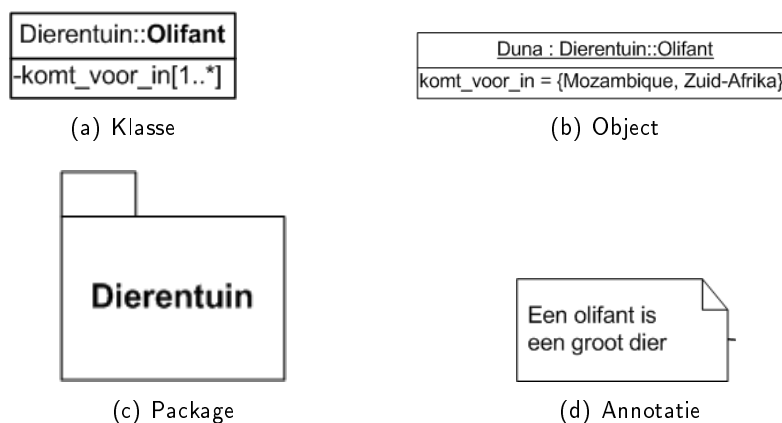 Dierentuin::Olifant
-komt_voor_in[1..*]
(a) Klasse
Duna : Dierentuin::Olifant
komt_voor_in = {Mozambique, Zuid-Afrika}
(b) Object
Dierentuin
(c) Package
Een olifant is
een groot dier
(d) Annotatie